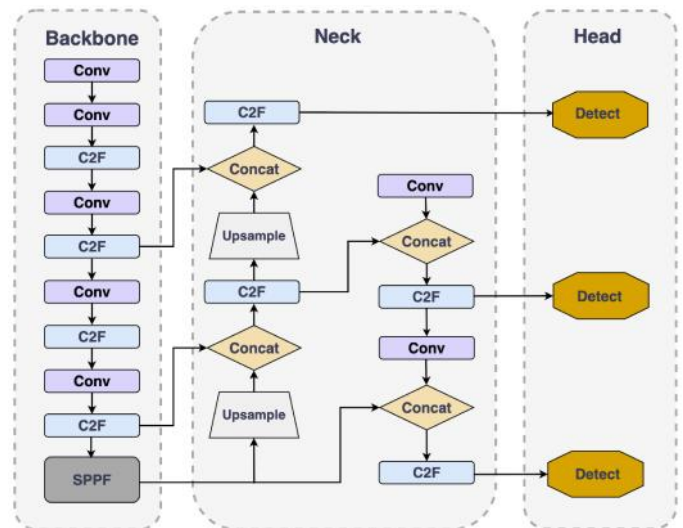 Backbone
Conv
Conv
C2F
Conv
C2F
Conv
C2F
Conv
C2F
SPPF
Neck
C2F
Concat
Upsample
C2F
Concat
Upsample
Conv
Concat
C2F
Conv
Concat
C2F
Head
Detect
Detect
Detect